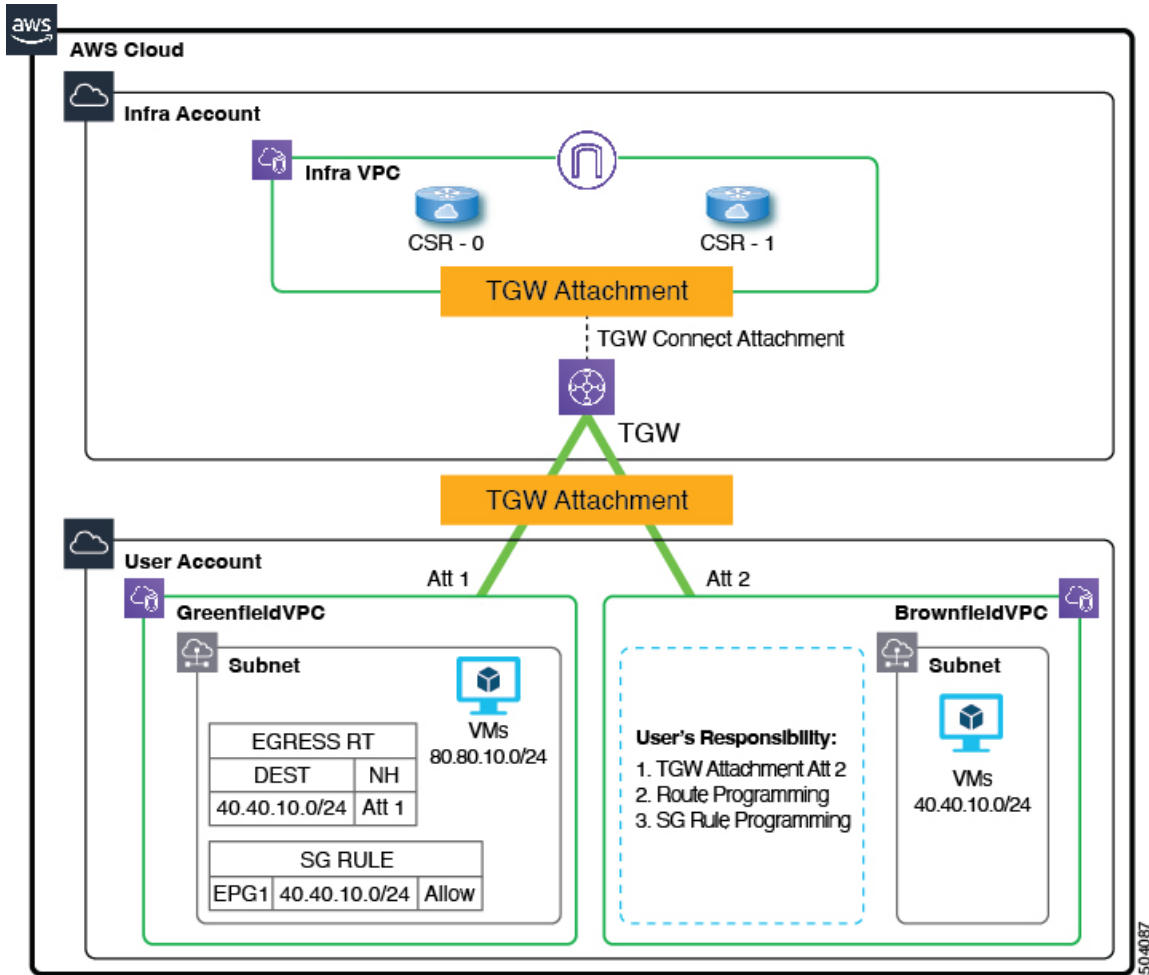 aws
AWS Cloud
Infra Account
Infra VPC
CSR - 0
CSR - 1
TGW Attachment
TGW Connect Attachment
TGW
TGW Attachment
User Account
Att 1
Att 2
GreenfieldVPC
Subnet
VMs
80.80.10.0/24
EGRESS RT
DEST NH
40.40.10.0/24 Att 1
SG RULE
EPG1 40.40.10.0/24 Allow
BrownfieldVPC
User's Responsibility:
1. TGW Attachment Att 2
2. Route Programming
3. SG Rule Programming
Subnet
VMs
40.40.10.0/24
504087